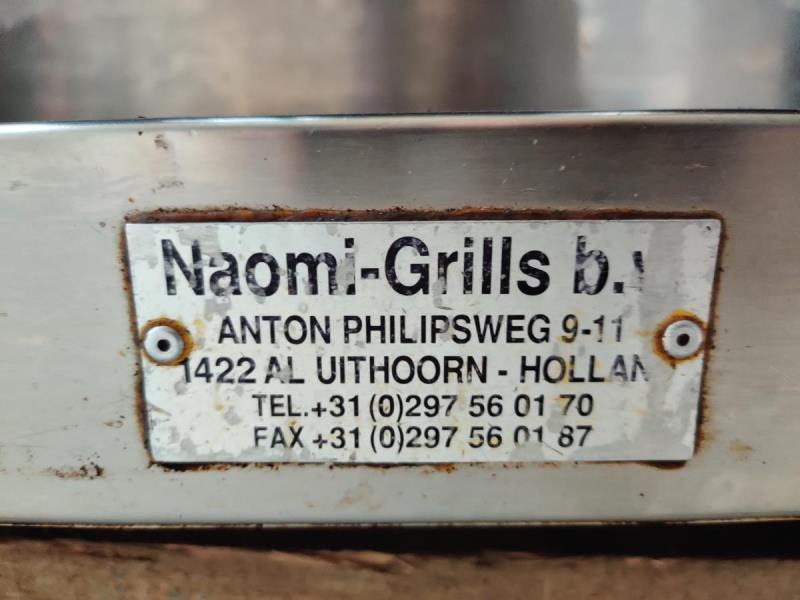 Naomi-Grills b.v
ANTON PHILIPSWEG 9-11
1422 AL UITHOORN - HOLLAN
TEL.+31 (0)297 56 01 70
FAX +31 (0)297 56 01 87